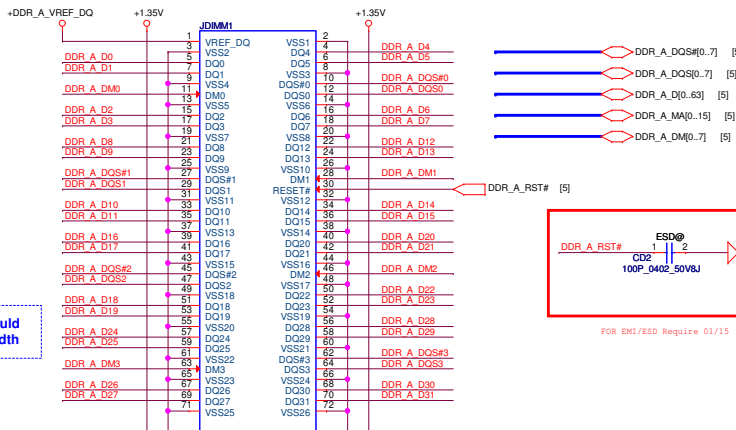 +DDR_A_VREF_DQ +1.35V +1.35V
JDIMM1
1 VREF_DQ VSS1 2
3 VSS2 DQ4 4 DDR_A_D4
DDR_A_D0 5 DQ0 DQ5 6 DDR_A_D5
DDR_A_D1 7 DQ1 VSS3 8
9 VSS4 DQS#0 10 DDR_A_DQS#0
DDR_A_DM0 11 DM0 DQS0 12 DDR_A_DQS0
13 VSS5 VSS6 14
DDR_A_D2 15 DQ2 DQ6 16 DDR_A_D6
DDR_A_D3 17 DQ3 DQ7 18 DDR_A_D7
19 VSS7 VSS8 20
DDR_A_D8 21 DQ8 DQ12 22 DDR_A_D12
DDR_A_D9 23 DQ9 DQ13 24 DDR_A_D13
25 VSS9 VSS10 26
DDR_A_DQS#1 27 DQS#1 DM1 28 DDR_A_DM1
DDR_A_DQS1 29 DQS1 RESET# 30 DDR_A_RST# [5]
31 VSS11 VSS12 32
DDR_A_D10 33 DQ10 DQ14 34 DDR_A_D14
DDR_A_D11 35 DQ11 DQ15 36 DDR_A_D15
37 VSS13 VSS14 38
DDR_A_D16 39 DQ16 DQ20 40 DDR_A_D20
DDR_A_D17 41 DQ17 DQ21 42 DDR_A_D21
43 VSS15 VSS16 44
DDR_A_DQS#2 45 DQS#2 DM2 46 DDR_A_DM2
DDR_A_DQS2 47 DQS2 VSS17 48
49 VSS18 DQ22 50 DDR_A_D22
DDR_A_D18 51 DQ18 DQ23 52 DDR_A_D23
DDR_A_D19 53 DQ19 VSS19 54
55 VSS20 DQ28 56 DDR_A_D28
DDR_A_D24 57 DQ24 DQ29 58 DDR_A_D29
DDR_A_D25 59 DQ25 VSS21 60
61 VSS22 DQS#3 62 DDR_A_DQS#3
DDR_A_DM3 63 DM3 DQS3 64 DDR_A_DQS3
65 VSS23 VSS24 66
DDR_A_D26 67 DQ26 DQ30 68 DDR_A_D30
DDR_A_D27 69 DQ27 DQ31 70 DDR_A_D31
71 VSS25 VSS26 72
uld
dth
DDR_A_DQS#[0..7]
DDR_A_DQS[0..7] [5]
DDR_A_D[0..63] [5]
DDR_A_MA[0..15] [5]
DDR_A_DM[0..7] [5]
ESD@
DDR_A_RST# 1 2
CD2
100P_0402_50V8J
FOR EMI/ESD Require 01/15